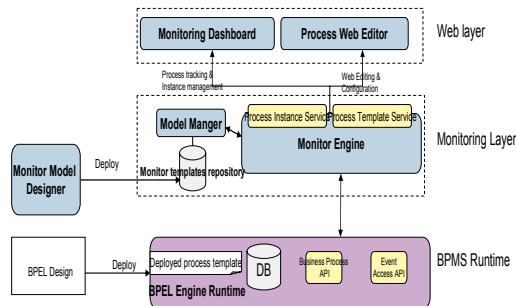 Monitoring Dashboard
Process Web Editor
Web layer
Process tracking &
Instance management
Web Editing &
Configuration
Process Instance Service
Process Template Service
Model Manger
Monitor Engine
Monitoring Layer
Monitor Model
Designer
Deploy
Monitor templates repository
BPEL Design
Deploy
Deployed process template
DB
Business Process
API
Event
Access API
BPMS Runtime
BPEL Engine Runtime